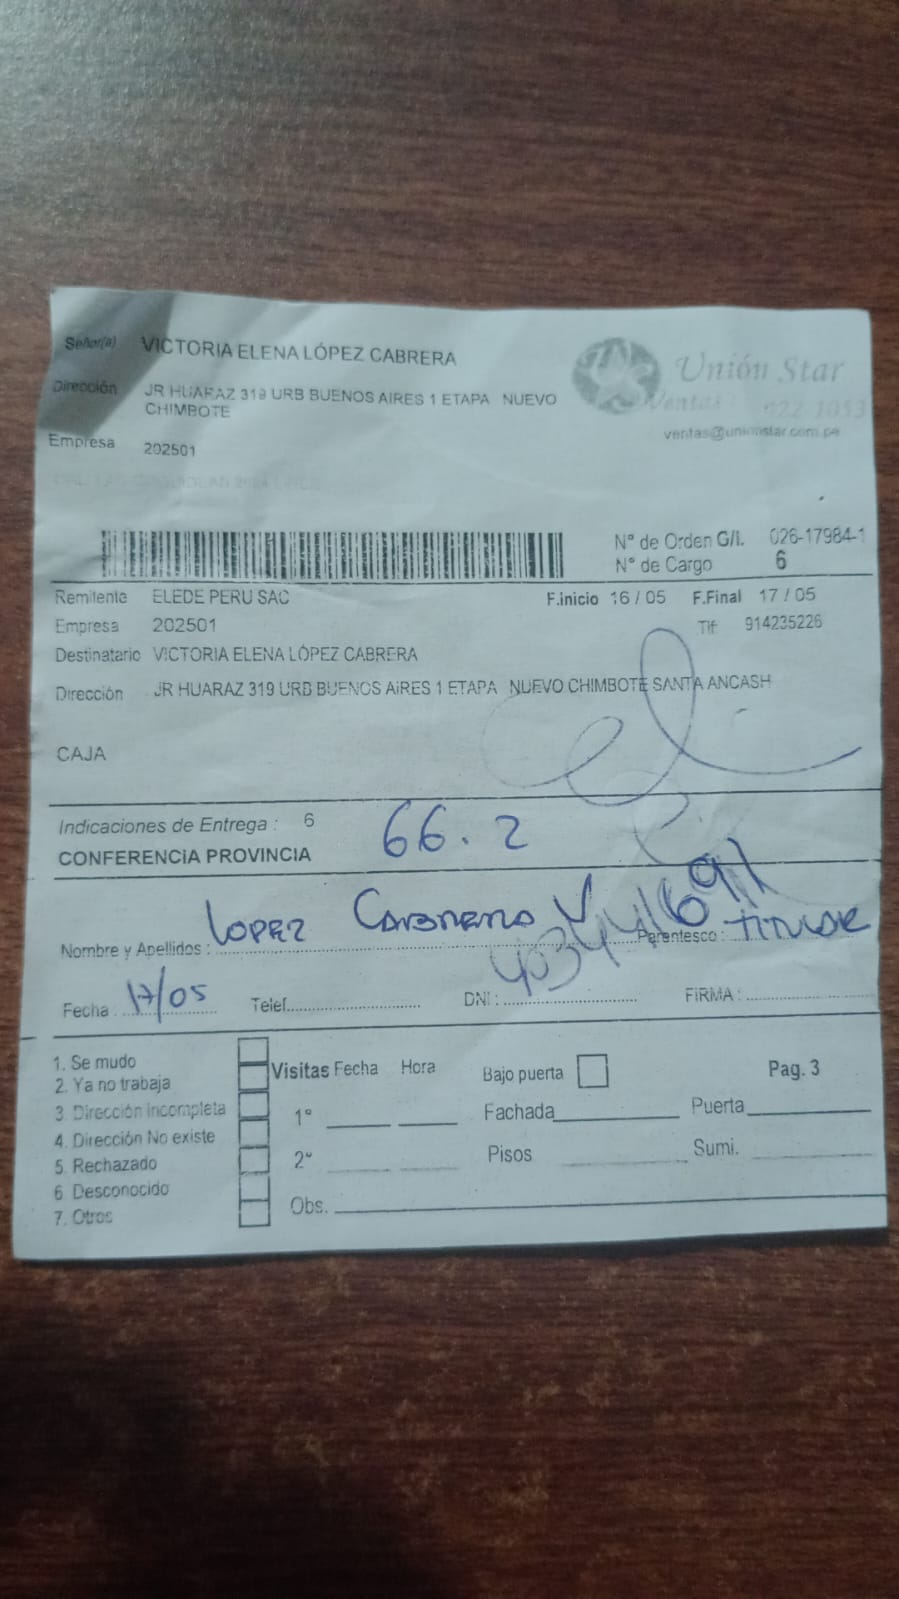 Señor(a) VICTORIA ELENA LÓPEZ CABRERA
Dirección JR HUARAZ 319 URB BUENOS AIRES 1 ETAPA NUEVO
CHIMBOTE
Empresa 202501
Unión Star
Ventas 622 1053
ventas@unionstar.com.pe
N° de Orden G/I. 026-17984-1
N° de Cargo 6
Remitente ELEDE PERU SAC F.inicio 16 / 05 F.Final 17 / 05
Empresa 202501 Tlf: 914235226
Destinatario VICTORIA ELENA LÓPEZ CABRERA
Dirección JR HUARAZ 319 URB BUENOS AIRES 1 ETAPA NUEVO CHIMBOTE SANTA ANCASH
CAJA
Indicaciones de Entrega : 6 66.2
CONFERENCIA PROVINCIA
Nombre y Apellidos : LOPEZ V Parentesco : TITULAR
Fecha : 17/05 Telef. DNI : 40344691 FIRMA :
1. Se mudo
2. Ya no trabaja
3. Dirección incompleta
4. Dirección No existe
5. Rechazado
6 Desconocido
7. Otros
Visitas Fecha Hora Bajo puerta Pag. 3
1° Fachada Puerta
2° Pisos Sumi.
Obs.